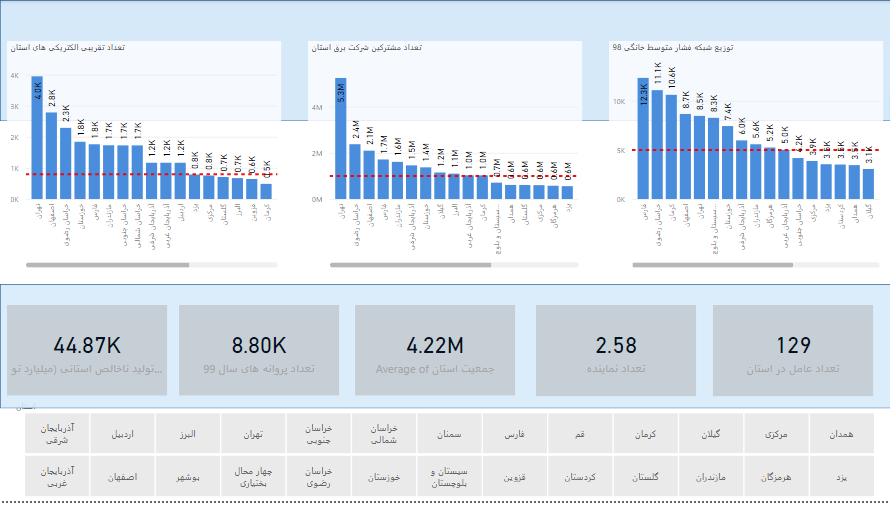 تعداد تقریبی الکتریکی های استان
4K
3K
2K
1K
0K
4.0K
2.8K
2.3K
1.8K
1.8K
1.7K
1.7K
1.7K
1.2K
1.2K
1.2K
0.8K
0.8K
0.7K
0.7K
0.6K
0.5K
تهران
اصفهان
خراسان رضوی
خوزستان
فارس
مازندران
خراسان جنوبی
خراسان شمالی
آذربایجان شرقی
آذربایجان غربی
اردبیل
یزد
مرکزی
گلستان
البرز
قزوین
کرمان
تعداد مشترکین شرکت برق استان
4M
2M
0M
5.3M
2.4M
2.1M
1.7M
1.6M
1.5M
1.4M
1.2M
1.1M
1.0M
1.0M
0.7M
0.6M
0.6M
0.6M
0.6M
0.6M
تهران
خراسان رضوی
اصفهان
فارس
مازندران
آذربایجان شرقی
خوزستان
گیلان
البرز
آذربایجان غربی
کرمان
سیستان و بلوچ...
همدان
گلستان
مرکزی
هرمزگان
یزد
توزیع شبکه فشار متوسط خانگی 98
10K
5K
0K
12.3K
11.1K
10.6K
8.7K
8.5K
8.3K
7.4K
6.0K
5.6K
5.2K
5.0K
4.2K
3.9K
3.1K
فارس
خراسان رضوی
کرمان
اصفهان
تهران
سیستان و بلوچ...
خوزستان
آذربایجان شرقی
مازندران
هرمزگان
آذربایجان غربی
خراسان جنوبی
مرکزی
یزد
کردستان
همدان
گیلان
44.87K
تولید ناخالص استانی (میلیارد تو...
8.80K
تعداد پروانه های سال 99
4.22M
Average of جمعیت استان
2.58
تعداد نماینده
129
تعداد عامل در استان
استان
آذربایجان شرقی
اردبیل
البرز
تهران
خراسان جنوبی
خراسان شمالی
سمنان
فارس
قم
کرمان
گیلان
مرکزی
همدان
آذربایجان غربی
اصفهان
بوشهر
چهار محال بختیاری
خراسان رضوی
خوزستان
سیستان و بلوچستان
قزوین
کردستان
گلستان
مازندران
هرمزگان
یزد